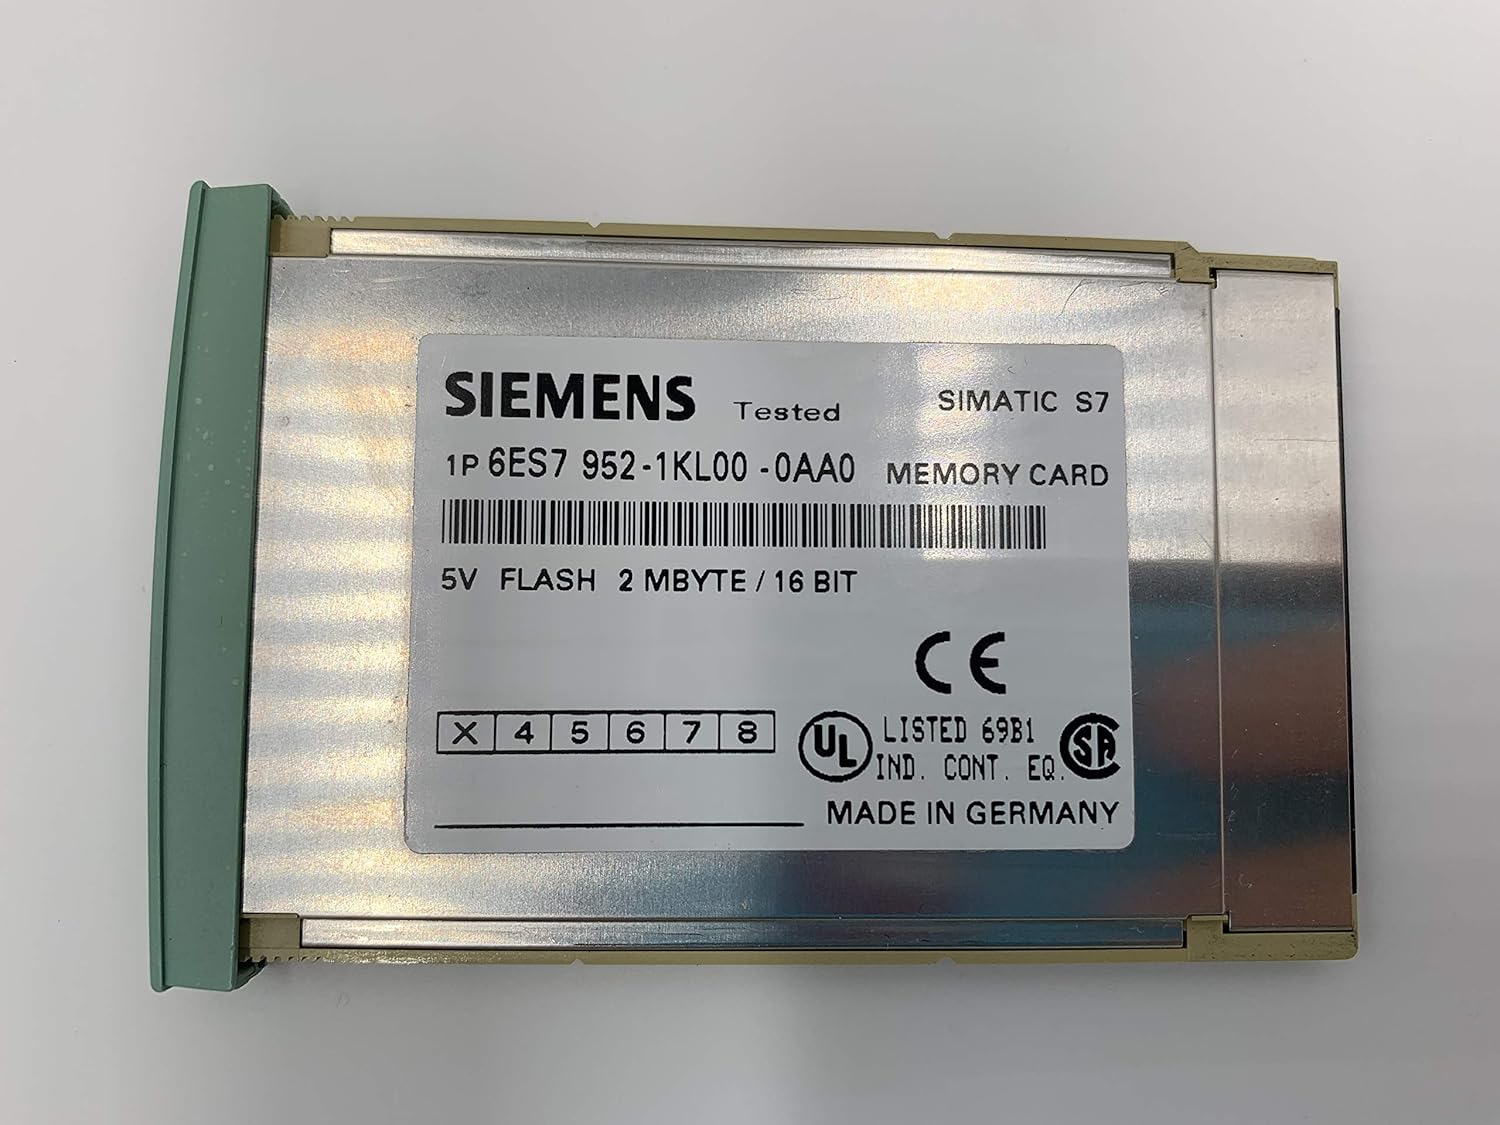 SIEMENS Tested SIMATIC S7
1P 6ES7 952-1KL00-0AA0 MEMORY CARD
5V FLASH 2 MBYTE / 16 BIT
CE
X 4 5 6 7 8
UL LISTED 69B1 SA
IND. CONT. EQ.
MADE IN GERMANY